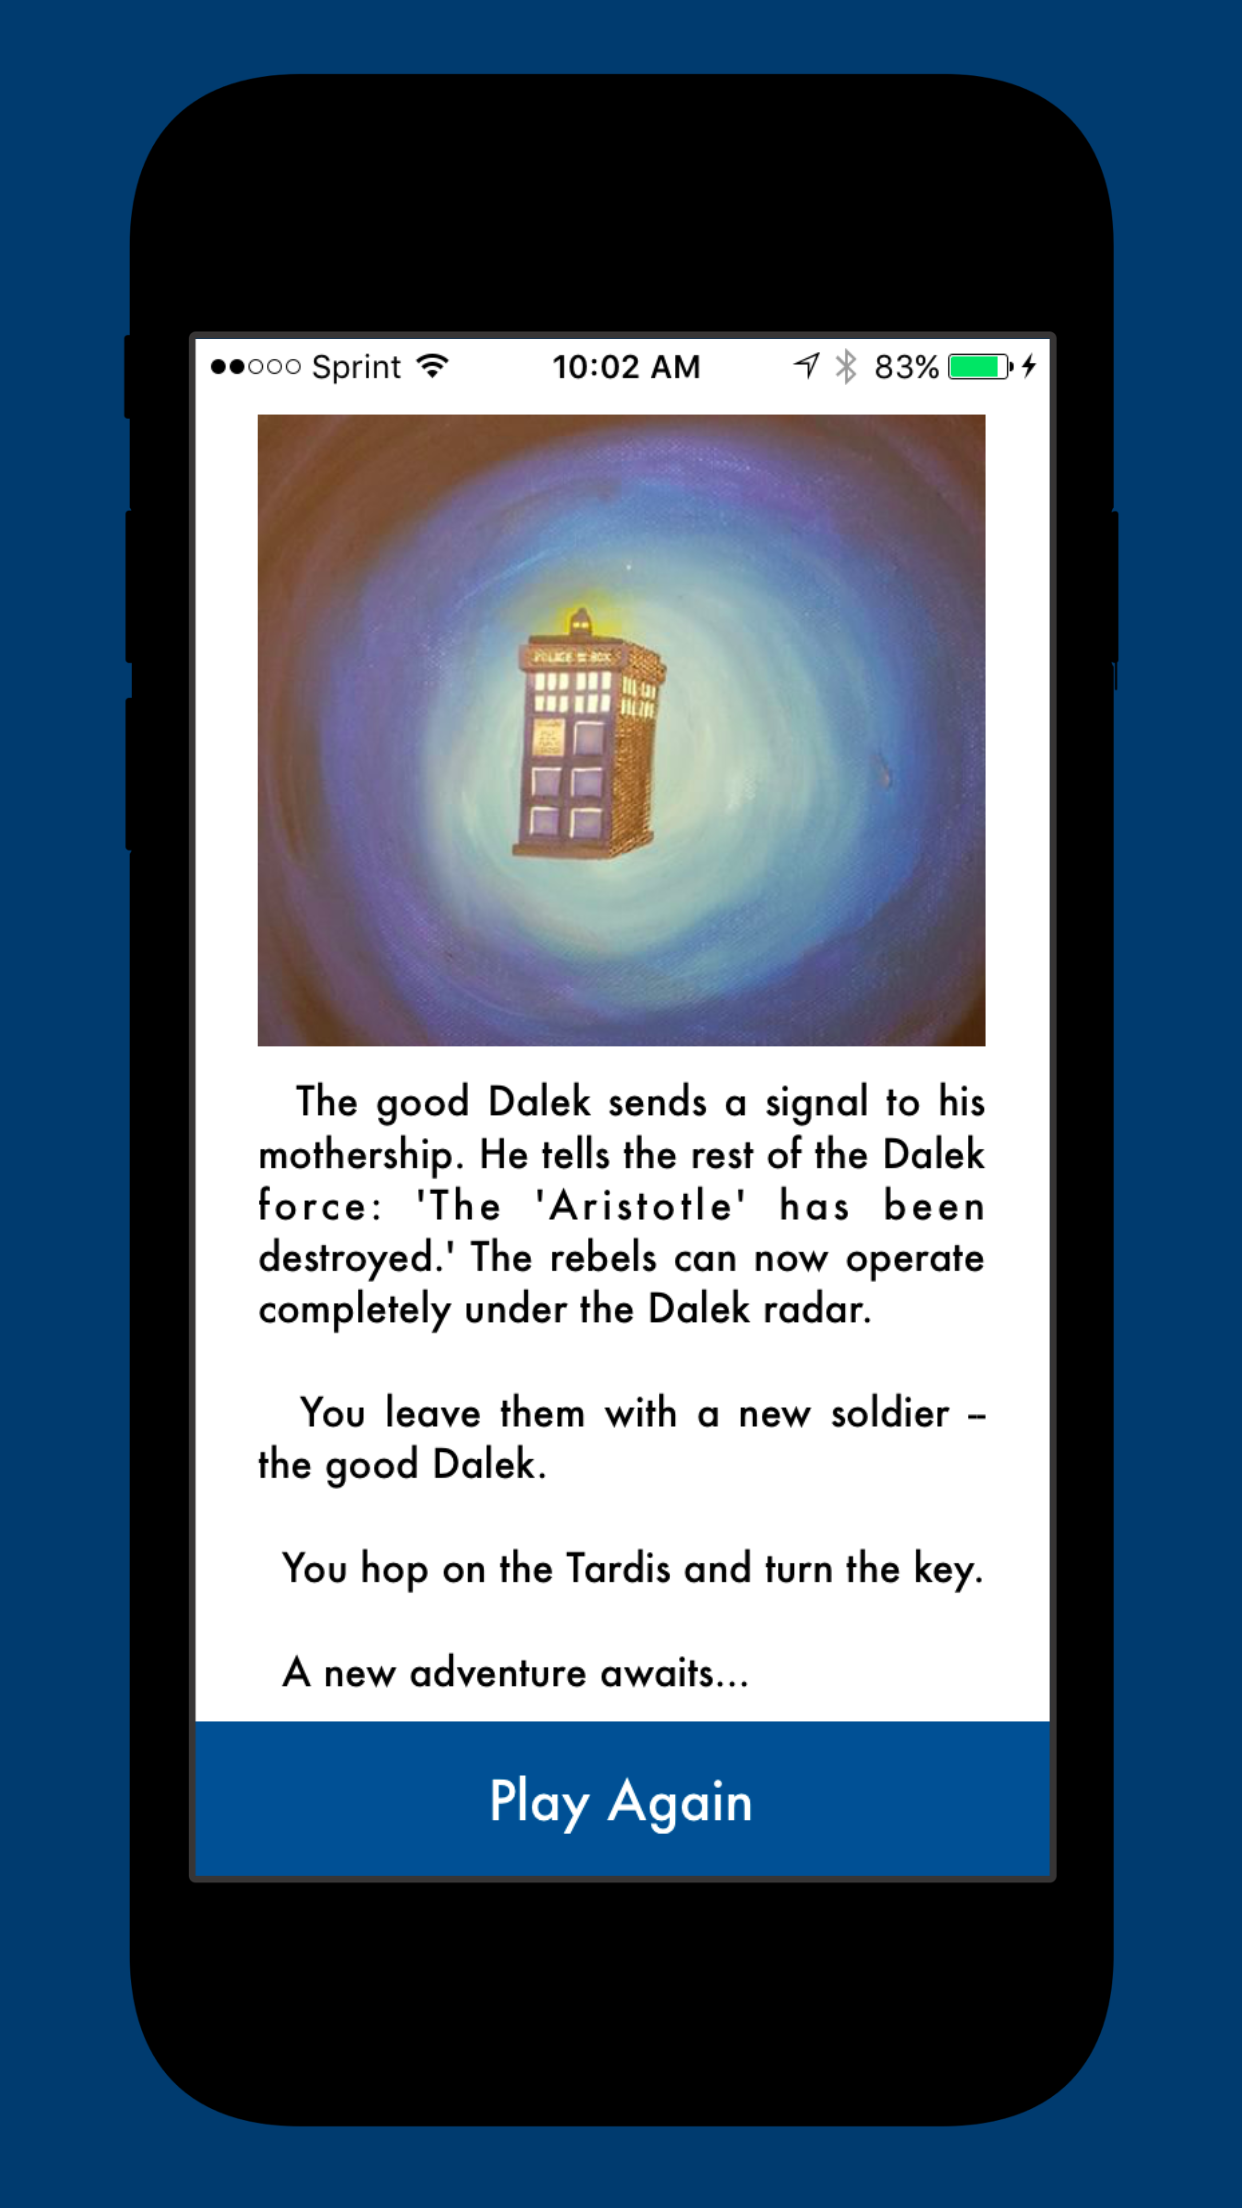 Sprint 10:02 AM 83%
POLICE BOX
The good Dalek sends a signal to his
mothership. He tells the rest of the Dalek
force: 'The 'Aristotle' has been
destroyed.' The rebels can now operate
completely under the Dalek radar.
You leave them with a new soldier –
the good Dalek.
You hop on the Tardis and turn the key.
A new adventure awaits...
Play Again